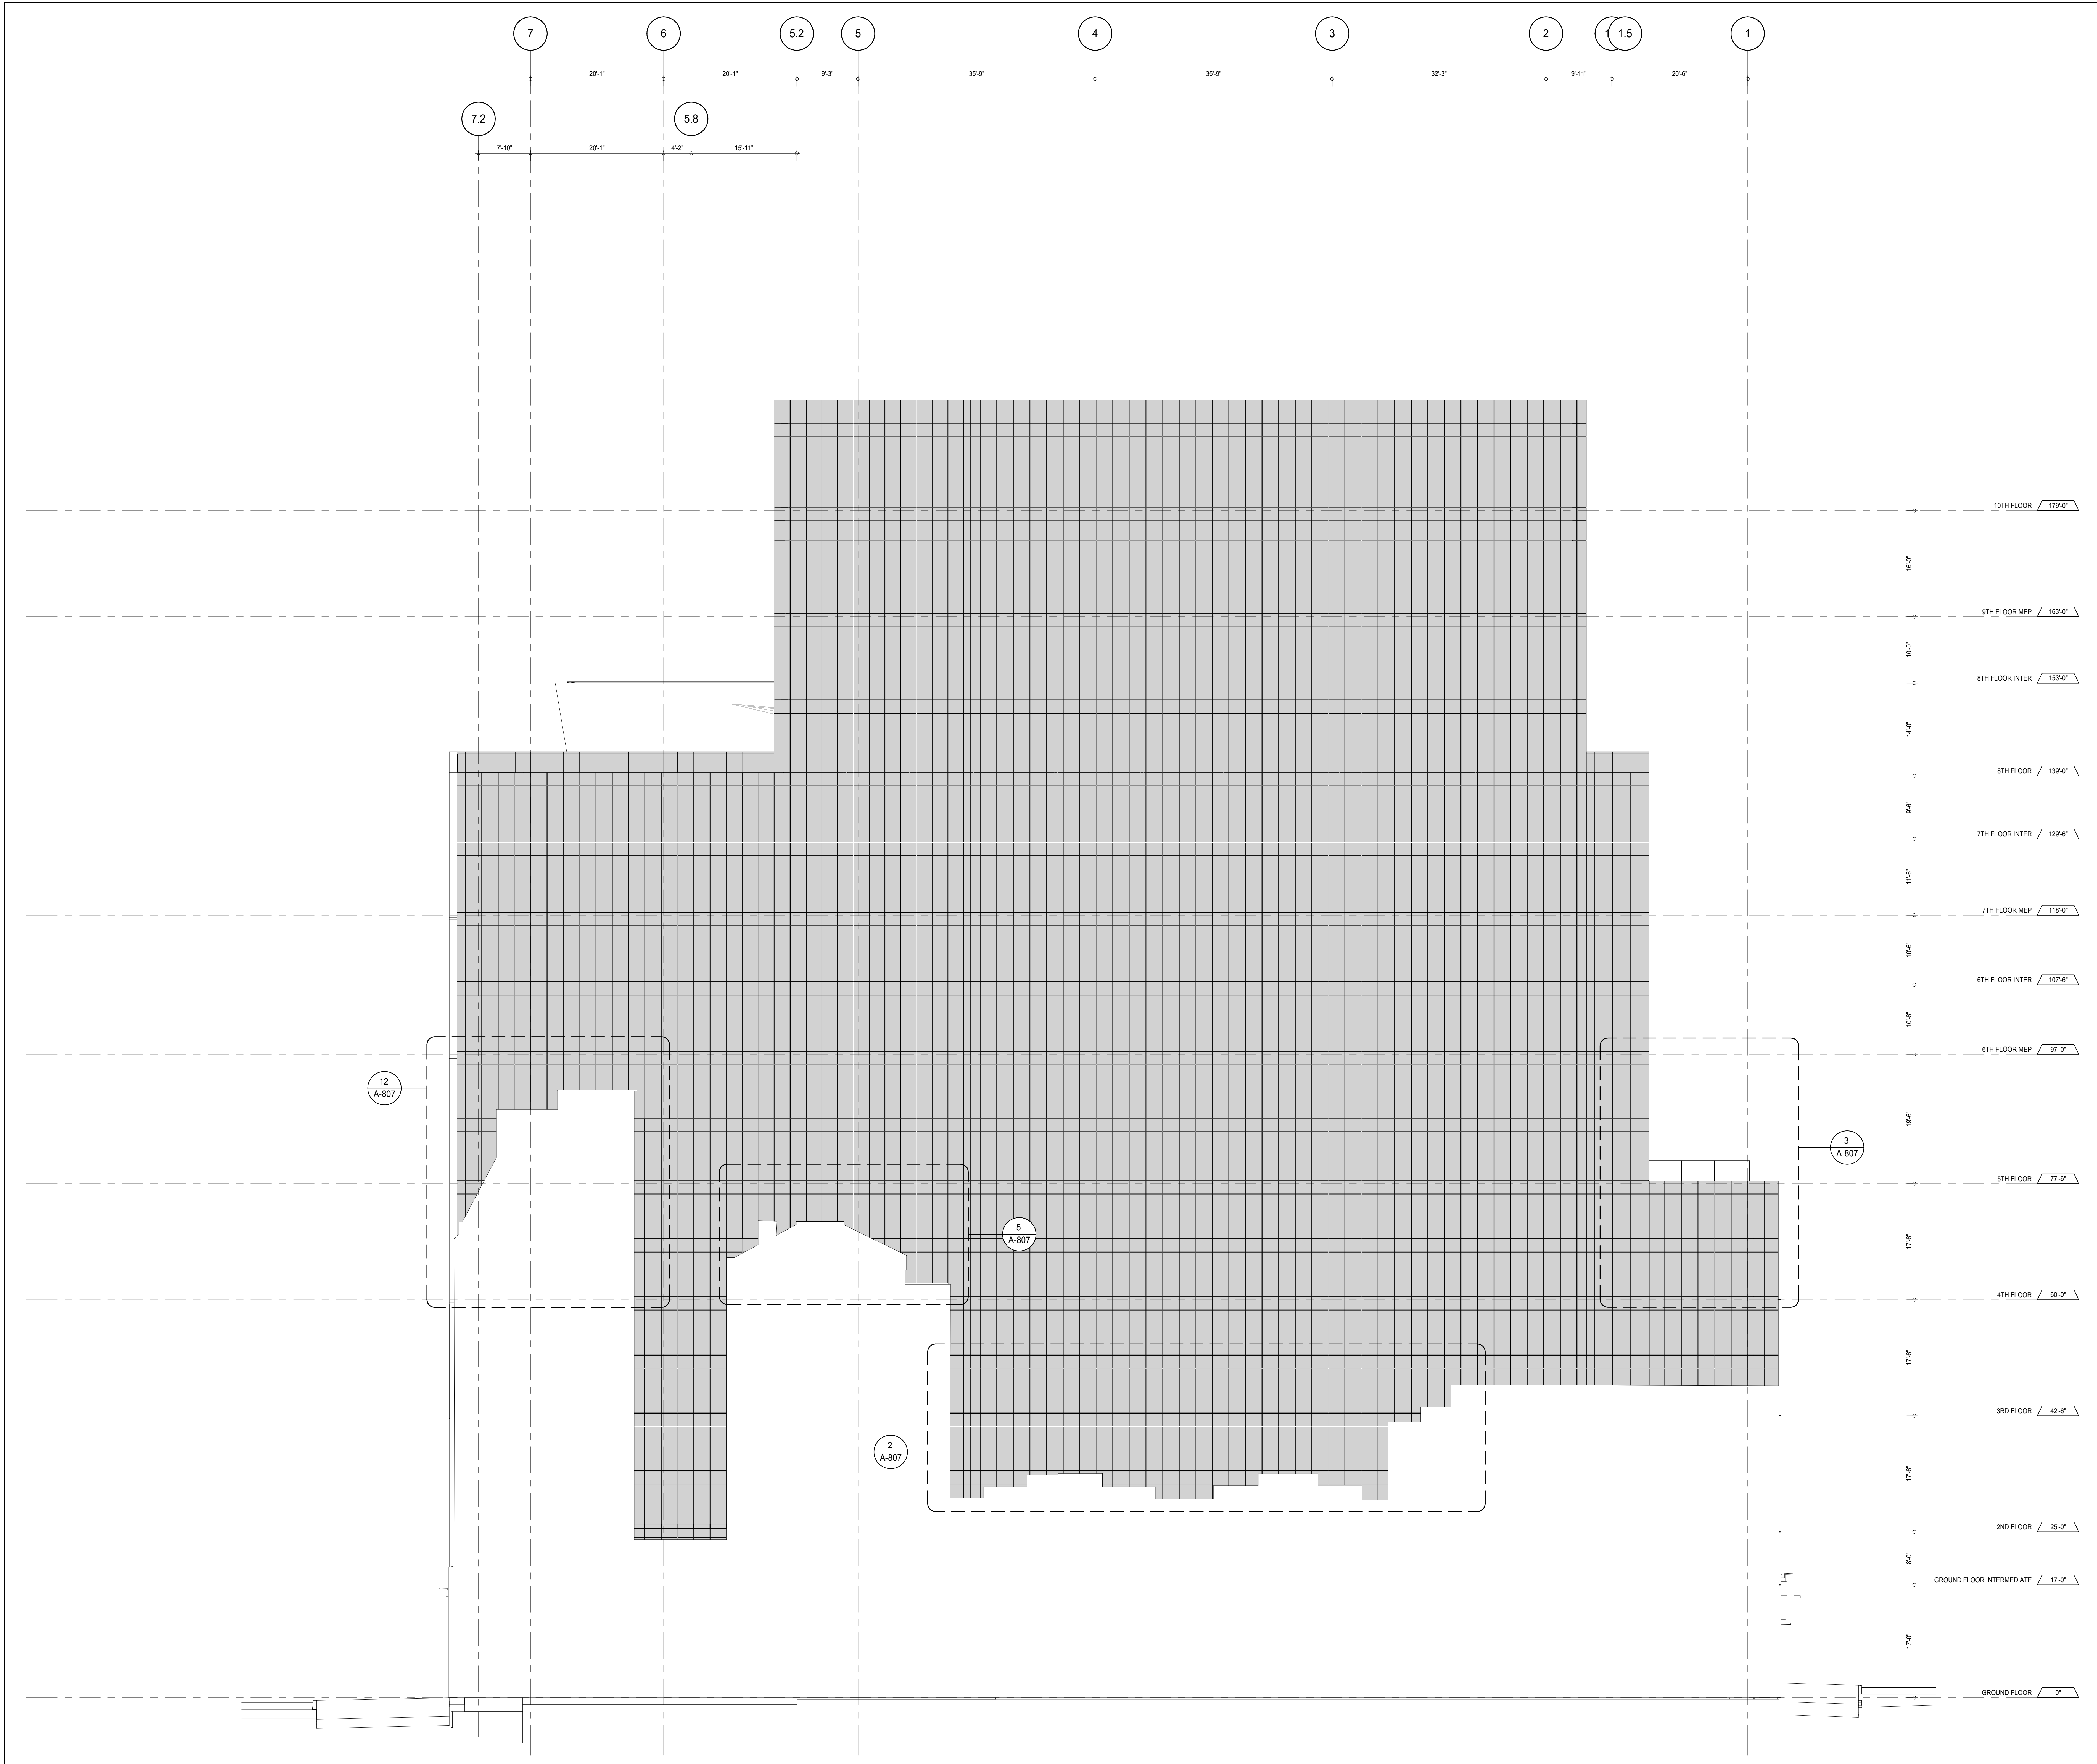 7 6 5.2 5 4 3 2 1.5 1
20'-1" 20'-1" 9'-3" 35'-9" 35'-9" 32'-3" 9'-11" 20'-6"
7.2 5.8
7'-10" 20'-1" 4'-2" 15'-11"
10TH FLOOR 179'-0"
16'-0"
9TH FLOOR MEP 163'-0"
10'-0"
8TH FLOOR INTER 153'-0"
14'-0"
8TH FLOOR 139'-0"
9'-6"
7TH FLOOR INTER 129'-6"
11'-6"
7TH FLOOR MEP 118'-0"
10'-6"
6TH FLOOR INTER 107'-6"
10'-6"
6TH FLOOR MEP 97'-0"
12
A-807
19'-6"
3
A-807
5TH FLOOR 77'-6"
5
A-807
17'-6"
4TH FLOOR 60'-0"
17'-6"
3RD FLOOR 42'-6"
2
A-807
17'-6"
2ND FLOOR 25'-0"
8'-0"
GROUND FLOOR INTERMEDIATE 17'-0"
17'-0"
GROUND FLOOR 0"